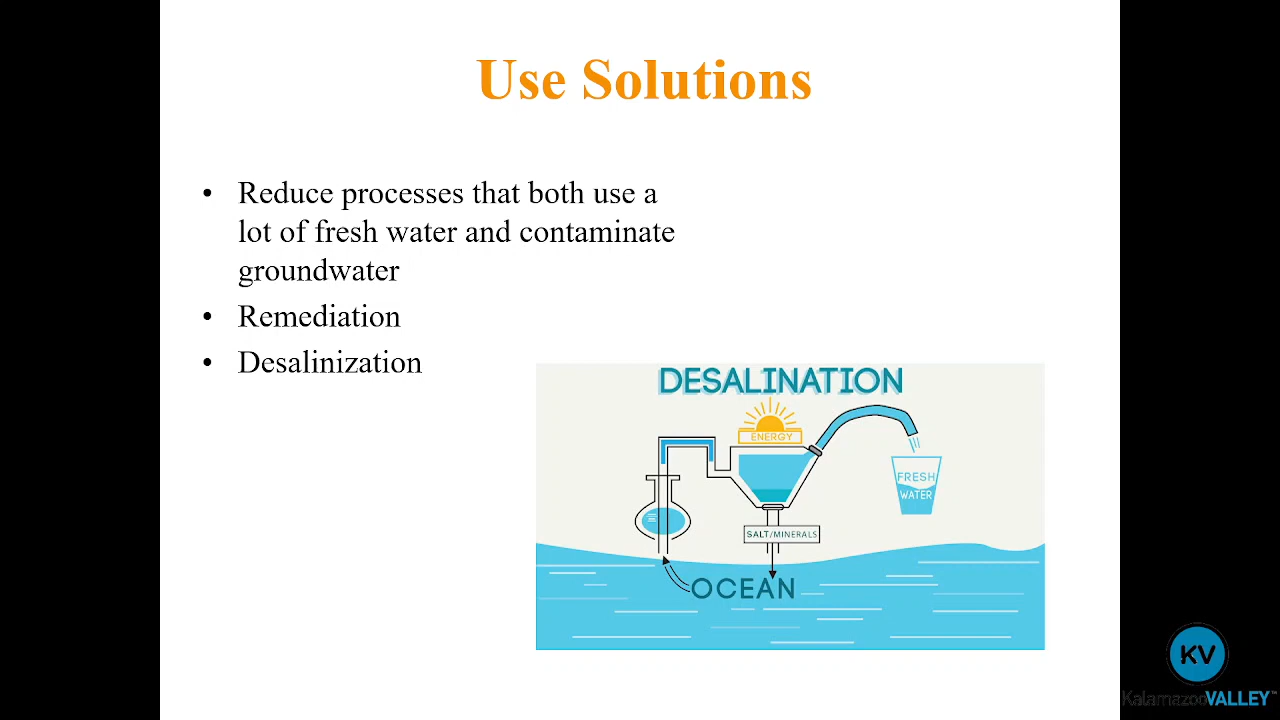 Use Solutions
• Reduce processes that both use a
lot of fresh water and contaminate
groundwater
• Remediation
• Desalinization
DESALINATION
ENERGY
FRESH
WATER
SALT/MINERALS
OCEAN
KV
KalamazooVALLEY™